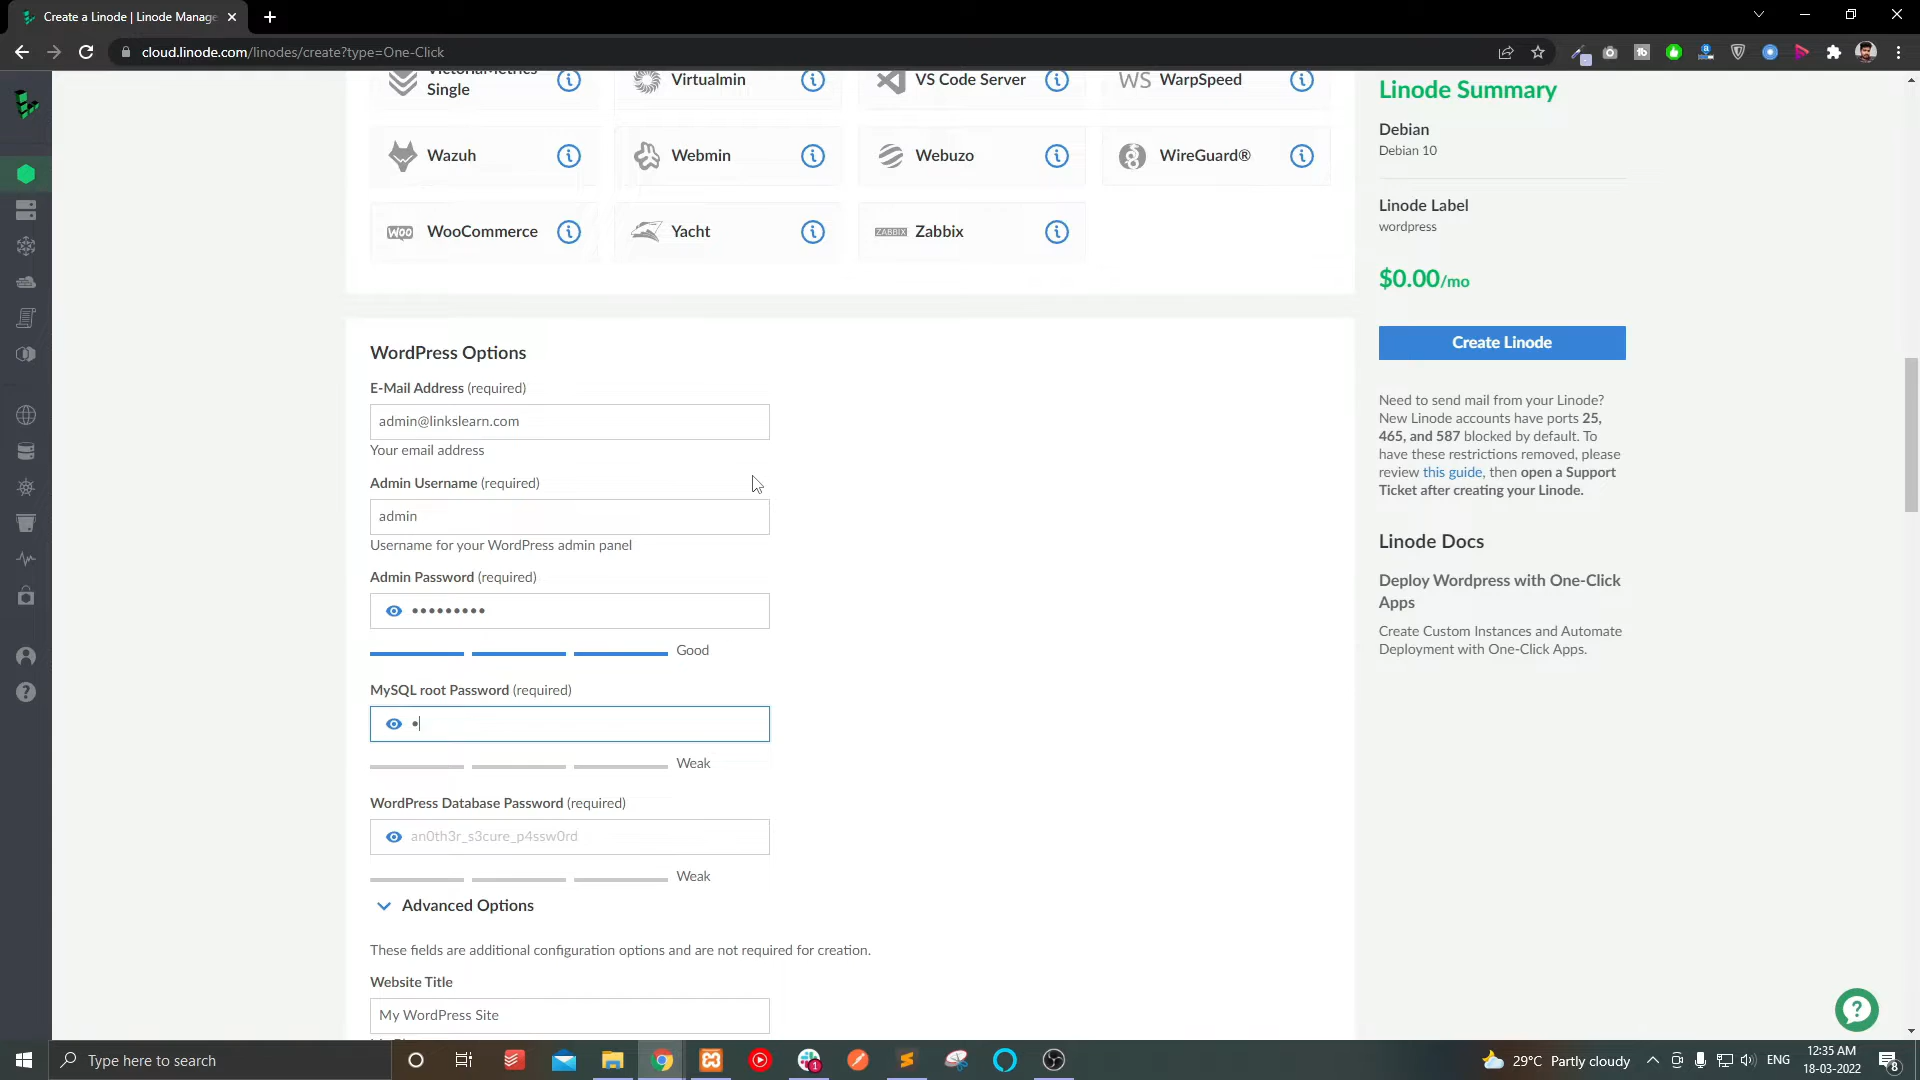 Create a Linode | Linode Manage
cloud.linode.com/linodes/create?type=One-Click
VictoriaMetrics
Single
Virtualmin
VS Code Server
WS WarpSpeed
Wazuh
Webmin
Webuzo
WireGuard®
WOO WooCommerce
Yacht
ZABBIX Zabbix
WordPress Options
E-Mail Address (required)
admin@linkslearn.com
Your email address
Admin Username (required)
admin
Username for your WordPress admin panel
Admin Password (required)
•••••••••
Good
MySQL root Password (required)
•
Weak
WordPress Database Password (required)
an0th3r_s3cure_p4ssw0rd
Weak
Advanced Options
These fields are additional configuration options and are not required for creation.
Website Title
My WordPress Site
Linode Summary
Debian
Debian 10
Linode Label
wordpress
$0.00/mo
Create Linode
Need to send mail from your Linode?
New Linode accounts have ports 25,
465, and 587 blocked by default. To
have these restrictions removed, please
review this guide, then open a Support
Ticket after creating your Linode.
Linode Docs
Deploy Wordpress with One-Click
Apps
Create Custom Instances and Automate
Deployment with One-Click Apps.
Type here to search
1
29°C Partly cloudy
ENG
12:35 AM
18-03-2022
8